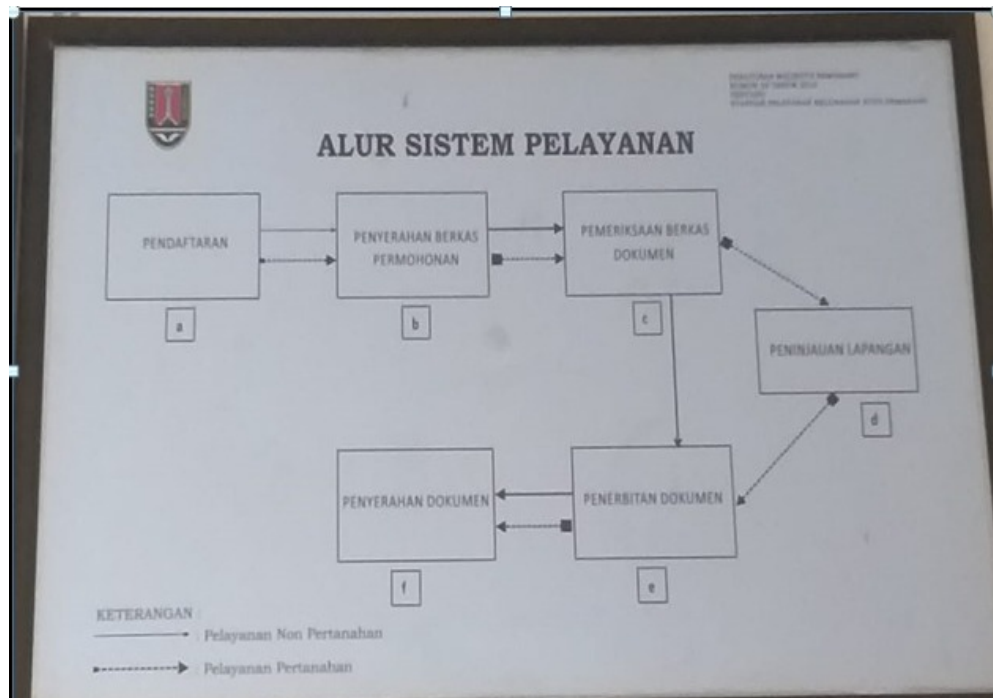 ALUR SISTEM PELAYANAN
PENDAFTARAN
a
PENYERAHAN BERKAS
PERMOHONAN
b
PEMERIKSAAN BERKAS
DOKUMEN
c
PENINJAUAN LAPANGAN
d
PENERBITAN DOKUMEN
e
PENYERAHAN DOKUMEN
f
KETERANGAN :
Pelayanan Non Pertanahan
Pelayanan Pertanahan